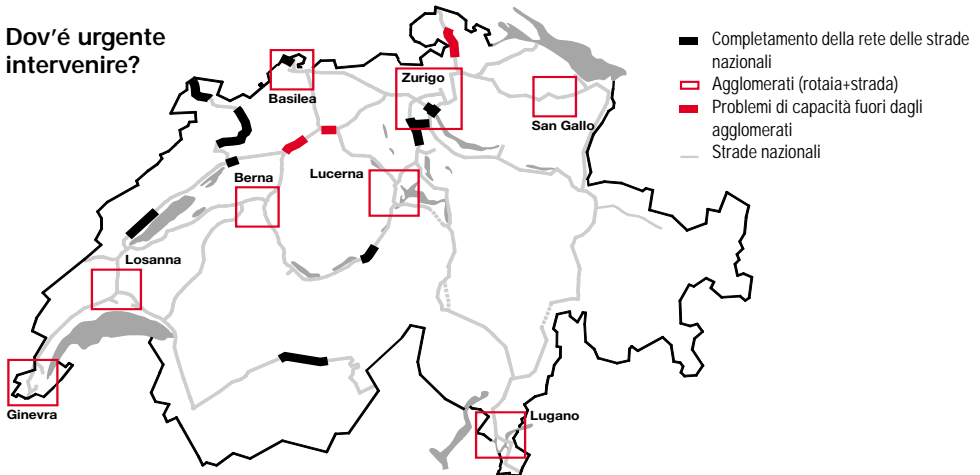 Dov'é urgente
intervenire?
Basilea
Zurigo
San Gallo
Berna
Lucerna
Losanna
Ginevra
Lugano
Completamento della rete delle strade
nazionali
Agglomerati (rotaia+strada)
Problemi di capacità fuori dagli
agglomerati
Strade nazionali